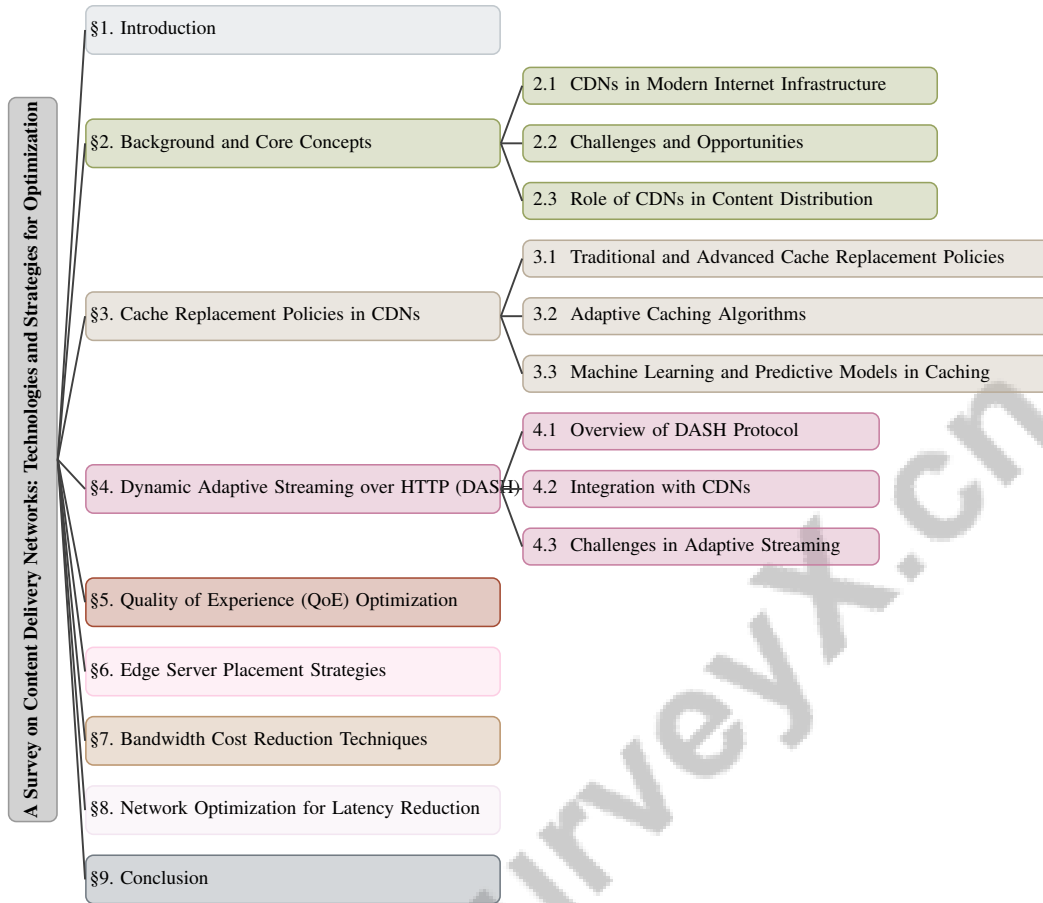 A Survey on Content Delivery Networks: Technologies and Strategies for Optimization
§1. Introduction
§2. Background and Core Concepts
2.1 CDNs in Modern Internet Infrastructure
2.2 Challenges and Opportunities
2.3 Role of CDNs in Content Distribution
§3. Cache Replacement Policies in CDNs
3.1 Traditional and Advanced Cache Replacement Policies
3.2 Adaptive Caching Algorithms
3.3 Machine Learning and Predictive Models in Caching
§4. Dynamic Adaptive Streaming over HTTP (DASH)
4.1 Overview of DASH Protocol
4.2 Integration with CDNs
4.3 Challenges in Adaptive Streaming
§5. Quality of Experience (QoE) Optimization
§6. Edge Server Placement Strategies
§7. Bandwidth Cost Reduction Techniques
§8. Network Optimization for Latency Reduction
§9. Conclusion
urveyx.cn